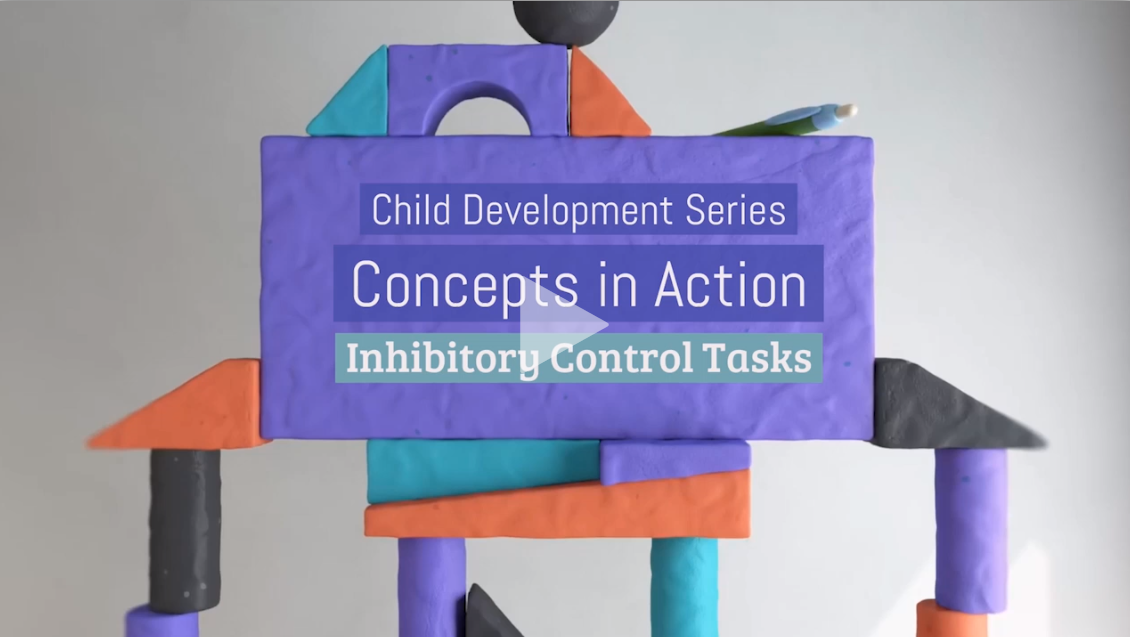 Child Development Series
Concepts in Action
Inhibitory Control Tasks